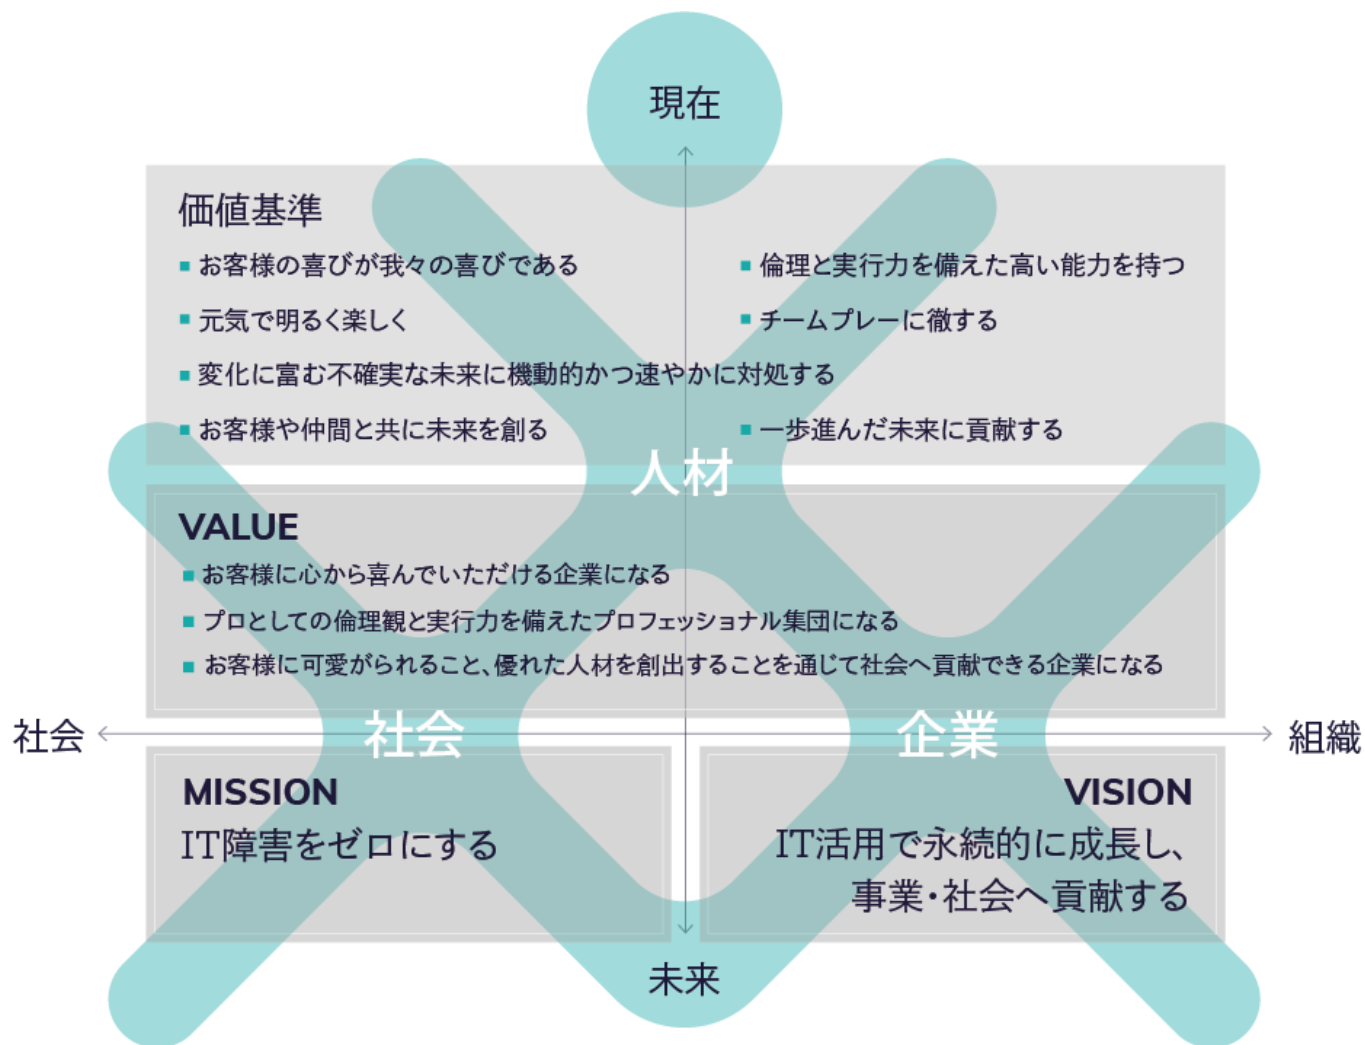 現在
価値基準
お客様の喜びが我々の喜びである
倫理と実行力を備えた高い能力を持つ
元気で明るく楽しく
チームプレーに徹する
変化に富む不確実な未来に機動的かつ速やかに対処する
お客様や仲間と共に未来を創る
一歩進んだ未来に貢献する
人材
VALUE
お客様に心から喜んでいただける企業になる
プロとしての倫理観と実行力を備えたプロフェッショナル集団になる
お客様に可愛がられること、優れた人材を創出することを通じて社会へ貢献できる企業になる
社会
社会
企業
組織
MISSION
IT障害をゼロにする
VISION
IT活用で永続的に成長し、
事業・社会へ貢献する
未来